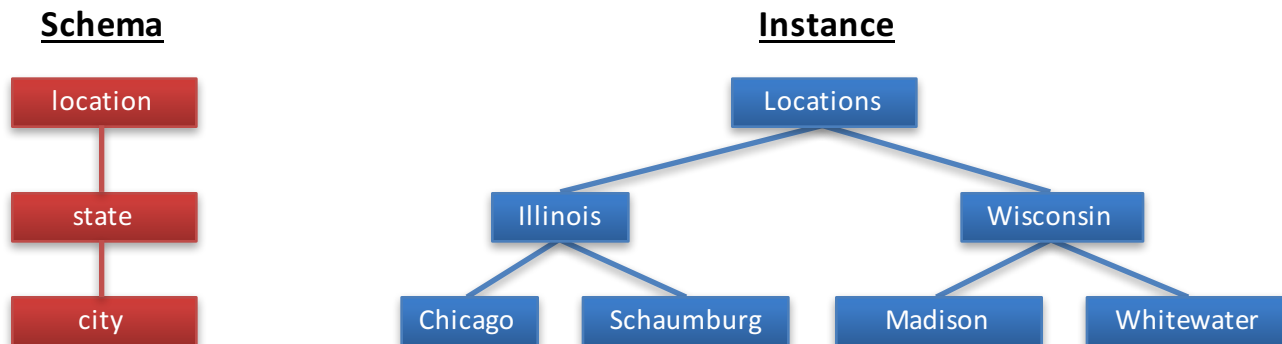 Schema
Instance
location
Locations
state
Illinois
Wisconsin
city
Chicago
Schaumburg
Madison
Whitewater